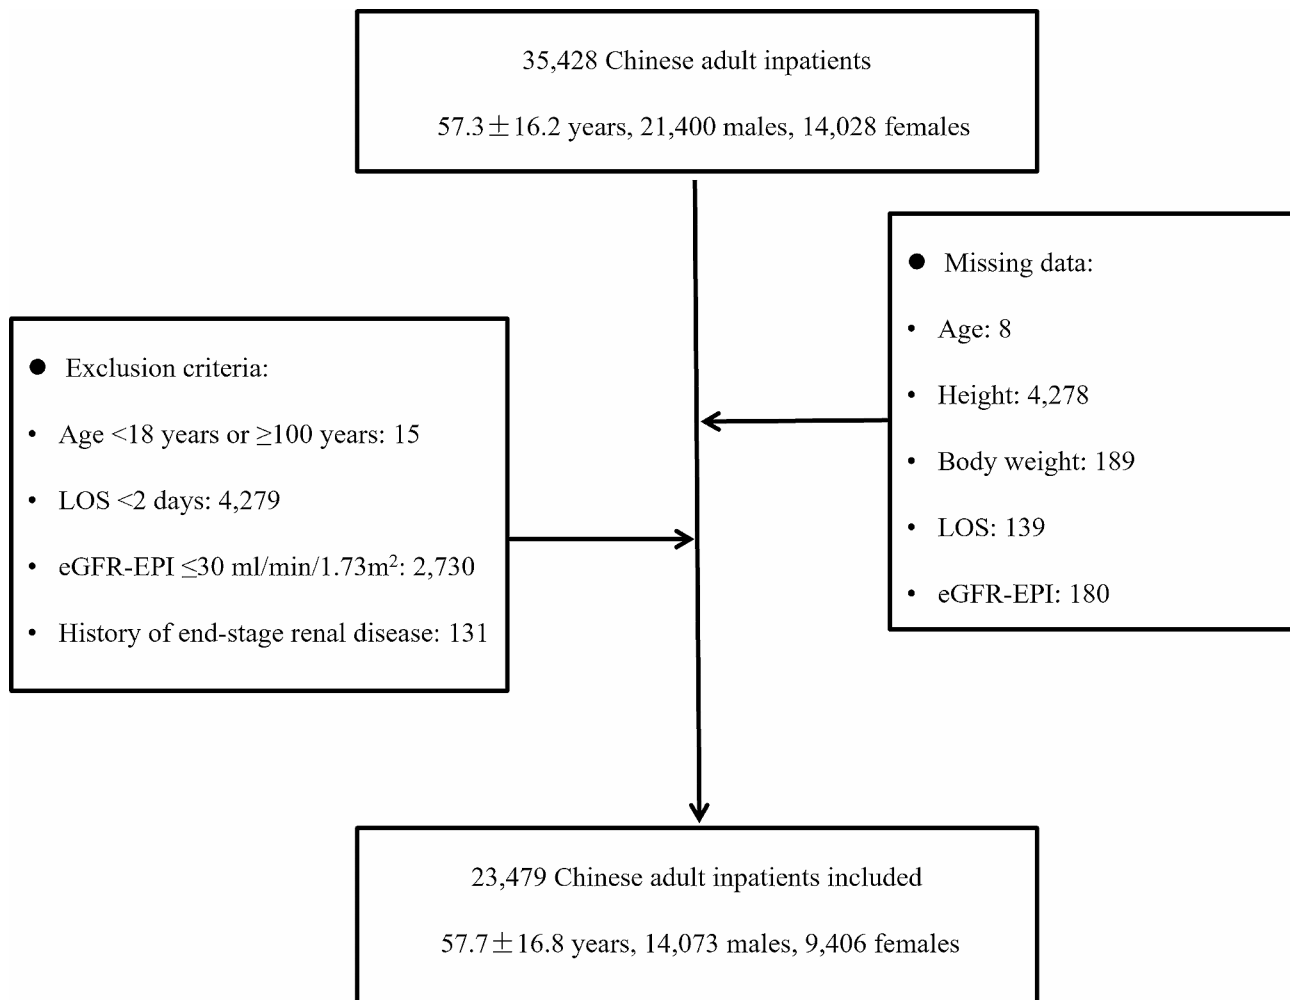 35,428 Chinese adult inpatients
57.3±16.2 years, 21,400 males, 14,028 females
● Missing data:
• Age: 8
• Height: 4,278
• Body weight: 189
• LOS: 139
• eGFR-EPI: 180
● Exclusion criteria:
• Age <18 years or ≥100 years: 15
• LOS <2 days: 4,279
• eGFR-EPI ≤30 ml/min/1.73m²: 2,730
• History of end-stage renal disease: 131
23,479 Chinese adult inpatients included
57.7±16.8 years, 14,073 males, 9,406 females